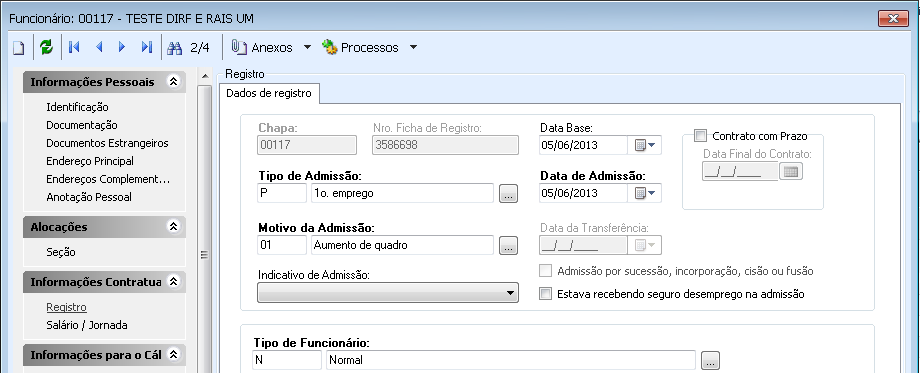 Funcionário: 00117 - TESTE DIRF E RAIS UM
2/4 Anexos Processos
Informações Pessoais
Identificação
Documentação
Documentos Estrangeiros
Endereço Principal
Endereços Complement...
Anotação Pessoal
Alocações
Seção
Informações Contratua
Registro
Salário / Jornada
Informações para o Cál
Registro
Dados de registro
Chapa: Nro. Ficha de Registro: Data Base:
00117 3586698 05/06/2013
Contrato com Prazo
Data Final do Contrato:
__/__/____
Tipo de Admissão: Data de Admissão:
P 1o. emprego ... 05/06/2013
Motivo da Admissão: Data da Transferência:
01 Aumento de quadro ... __/__/____
Indicativo de Admissão:
Admissão por sucessão, incorporação, cisão ou fusão
Estava recebendo seguro desemprego na admissão
Tipo de Funcionário:
N Normal ...